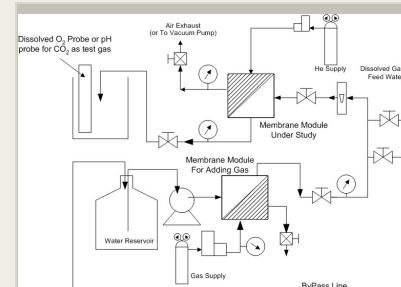 Air Exhaust
(or To Vacuum Pump)
Dissolved O2 Probe or pH
probe for CO2 as test gas
He Supply
Dissolved Ga
Feed Wate
Membrane Module
Under Study
Membrane Module
For Adding Gas
Water Reservoir
Gas Supply
ByPass Line